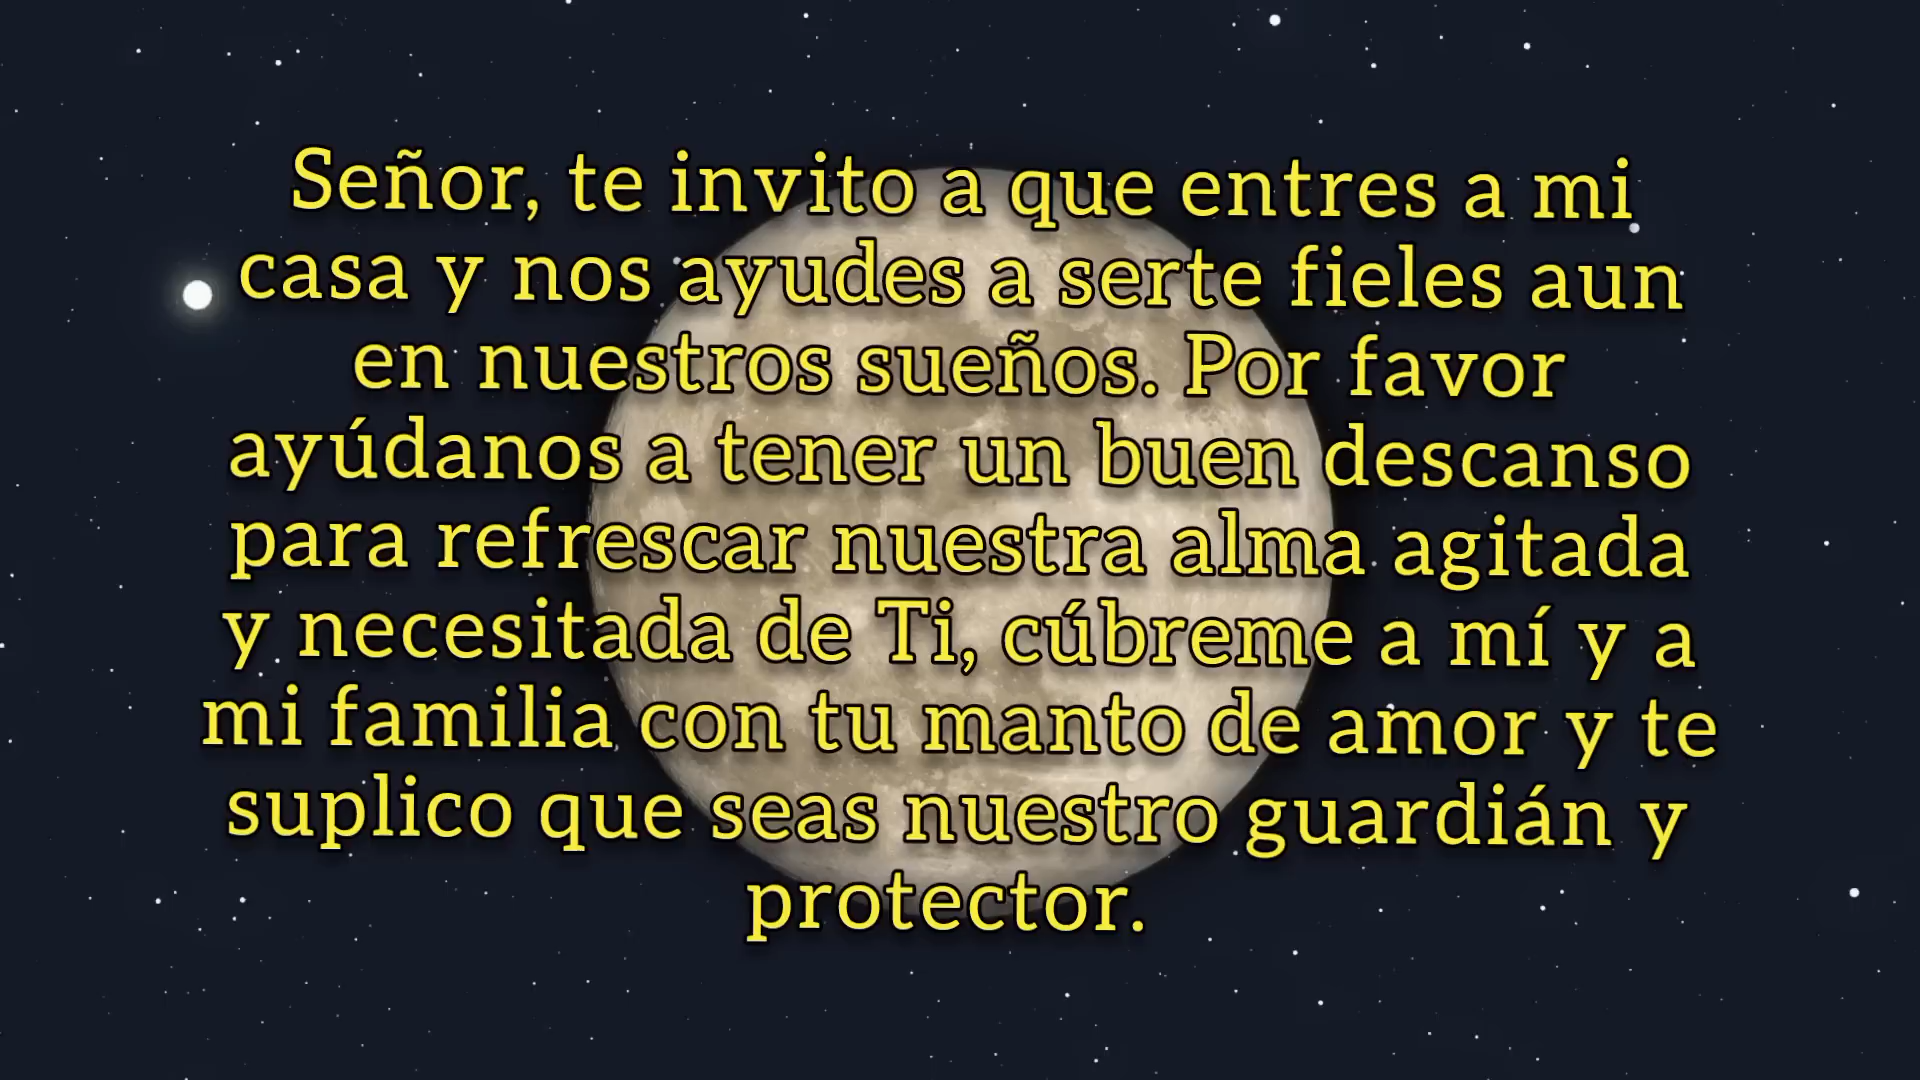 Señor, te invito a que entres a mi
casa y nos ayudes a serte fieles aun
en nuestros sueños. Por favor
ayúdanos a tener un buen descanso
para refrescar nuestra alma agitada
y necesitada de Ti, cúbreme a mí y a
mi familia con tu manto de amor y te
suplico que seas nuestro guardián y
protector.